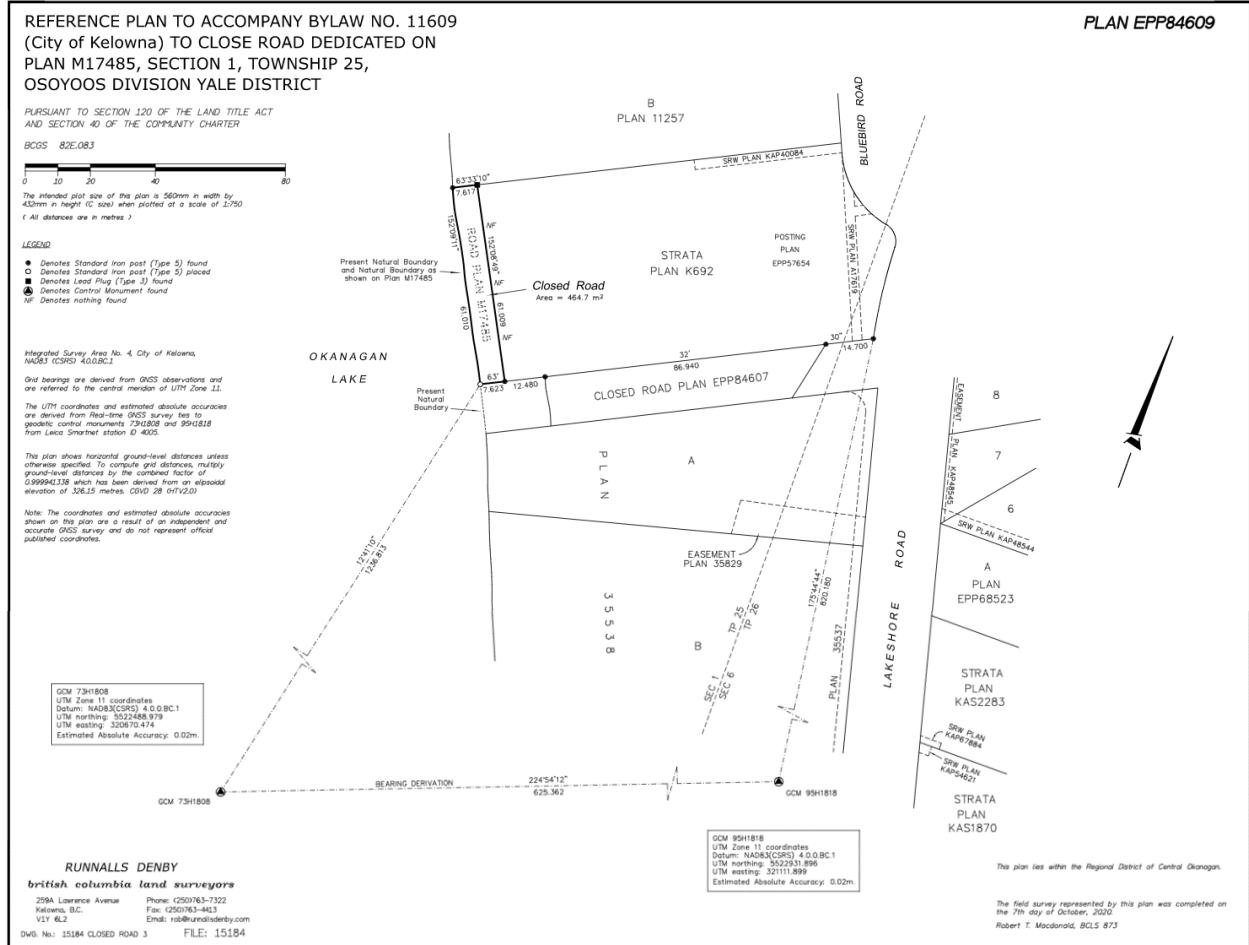 REFERENCE PLAN TO ACCOMPANY BYLAW NO. 11609
(City of Kelowna) TO CLOSE ROAD DEDICATED ON
PLAN M17485, SECTION 1, TOWNSHIP 25,
OSOYOOS DIVISION YALE DISTRICT
PLAN EPP84609
PURSUANT TO SECTION 120 OF THE LAND TITLE ACT
AND SECTION 40 OF THE COMMUNITY CHARTER
BCGS 82E.083
0 10 20 40 80
The intended plot size of this plan is 560mm in width by
432mm in height (C size) when plotted at a scale of 1:750
( All distances are in metres )
LEGEND
Denotes Standard Iron post (Type 5) found
Denotes Standard Iron post (Type 5) placed
Denotes Lead Plug (Type 3) found
Denotes Control Monument found
NF Denotes nothing found
Integrated Survey Area No. 4, City of Kelowna,
NAD83 (CSRS) 4.0.0.BC.1
Grid bearings are derived from GNSS observations and
are referred to the central meridian of UTM Zone 11.
The UTM coordinates and estimated absolute accuracies
are derived from Real-time GNSS survey ties to
geodetic control monuments 73H1808 and 95H1818
from Leica Smartnet station ID 4005.
This plan shows horizontal ground-level distances unless
otherwise specified. To compute grid distances, multiply
ground-level distances by the combined factor of
0.999941338 which has been derived from an elipsoidal
elevation of 326.15 metres. CGVD 28 (HTV2.0)
Note: The coordinates and estimated absolute accuracies
shown on this plan are a result of an independent and
accurate GNSS survey and do not represent official
published coordinates.
B
PLAN 11257
BLUEBIRD ROAD
SRW PLAN KAP40084
63°33'10"
7.617
152°09'11"
61.010
ROAD PLAN M17485
NF
152°08'49"
NF
61.009
NF
Present Natural Boundary
and Natural Boundary as
shown on Plan M17485
Closed Road
Area = 464.7 m²
STRATA
PLAN K692
POSTING
PLAN
EPP57654
SRW PLAN A17619
OKANAGAN
LAKE
63'
7.623
12.480
32'
86.940
30"
14.700
Present
Natural
Boundary
CLOSED ROAD PLAN EPP84607
PLAN
A
EASEMENT
PLAN 35829
35538
B
SEC 1 TP 25
SEC 6 TP 26
175°44'44"
820.180
PLAN 35537
LAKESHORE ROAD
EASEMENT PLAN KAP48545
8
7
6
SRW PLAN KAP48544
A
PLAN
EPP68523
STRATA
PLAN
KAS2283
SRW PLAN
KAP67884
SRW PLAN
KAP54621
STRATA
PLAN
KAS1870
12°41'10"
1236.813
GCM 73H1808
UTM Zone 11 coordinates
Datum: NAD83(CSRS) 4.0.0.BC.1
UTM northing: 5522488.979
UTM easting: 320670.474
Estimated Absolute Accuracy: 0.02m.
GCM 73H1808
BEARING DERIVATION
224°54'12"
625.362
GCM 95H1818
GCM 95H1818
UTM Zone 11 coordinates
Datum: NAD83(CSRS) 4.0.0.BC.1
UTM northing: 5522931.896
UTM easting: 321111.899
Estimated Absolute Accuracy: 0.02m.
RUNNALLS DENBY
british columbia land surveyors
259A Lawrence Avenue Phone: (250)763-7322
Kelowna, B.C. Fax: (250)763-4413
V1Y 6L2 Email: rob@runnallsdenby.com
DWG. No.: 15184 CLOSED ROAD 3 FILE: 15184
This plan lies within the Regional District of Central Okanagan.
The field survey represented by this plan was completed on
the 7th day of October, 2020.
Robert T. Macdonald, BCLS 873